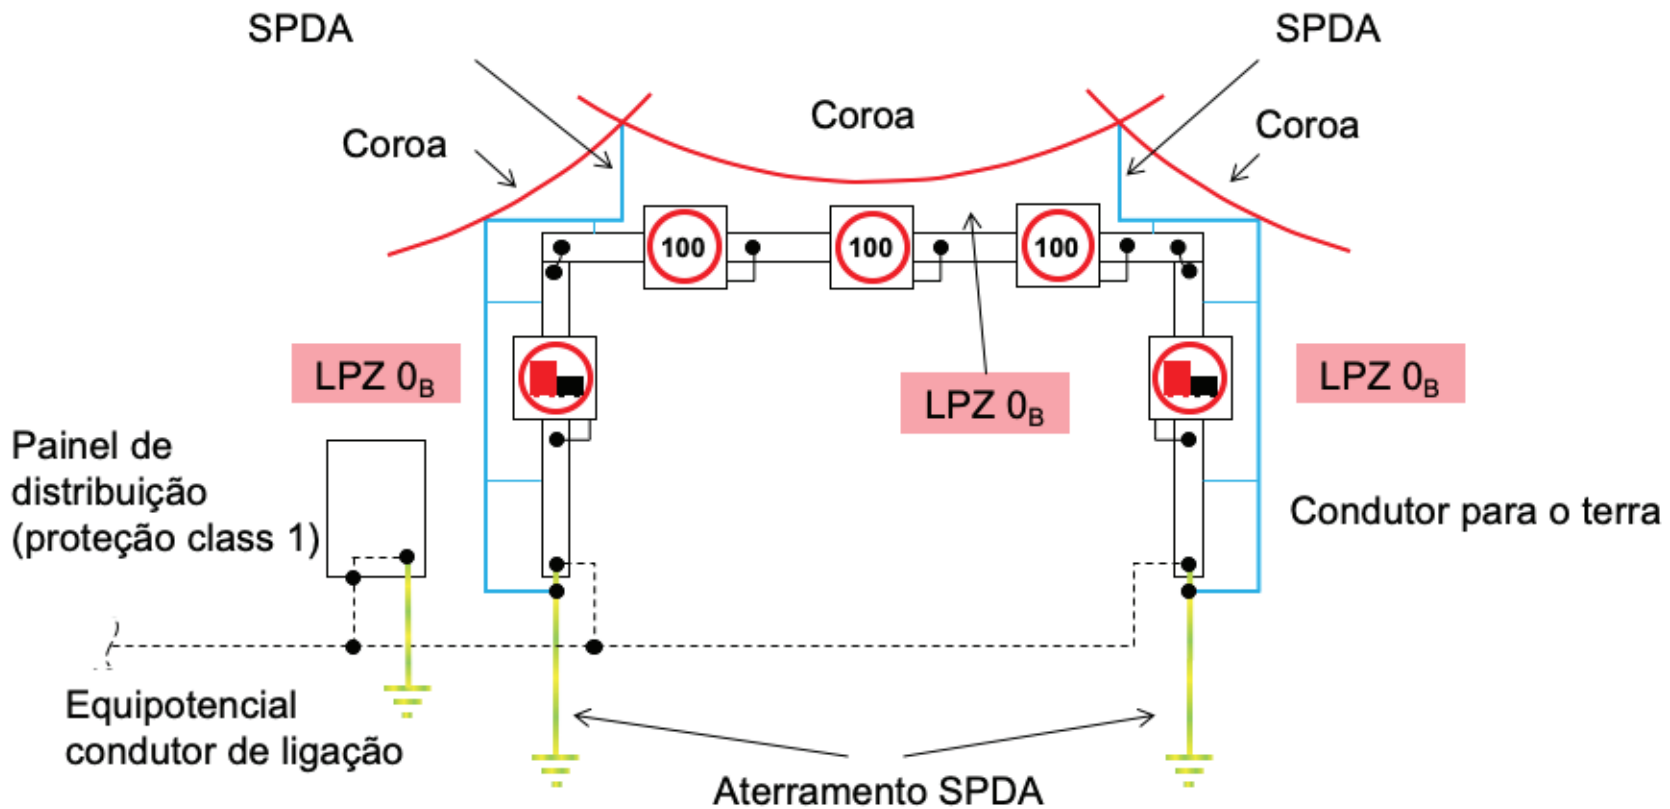 SPDA
SPDA
Coroa
Coroa
Coroa
100
100
100
LPZ 0B
LPZ 0B
LPZ 0B
Painel de
distribuição
(proteção class 1)
Condutor para o terra
Equipotencial
condutor de ligação
Aterramento SPDA